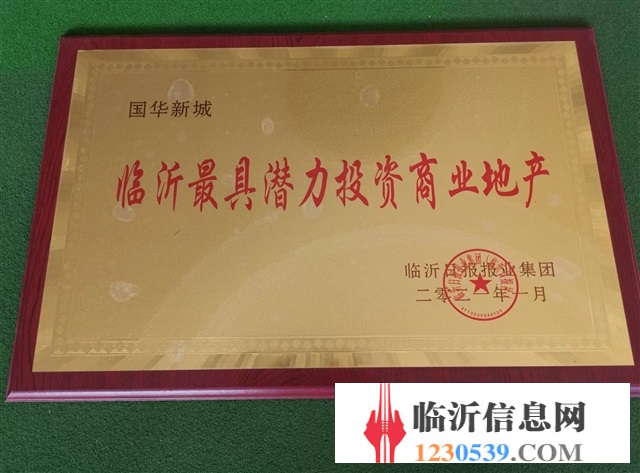 国华新城
临沂最具潜力投资商业地产
临沂日报报业集团
二零二一年一月
临沂信息网
1230539.com